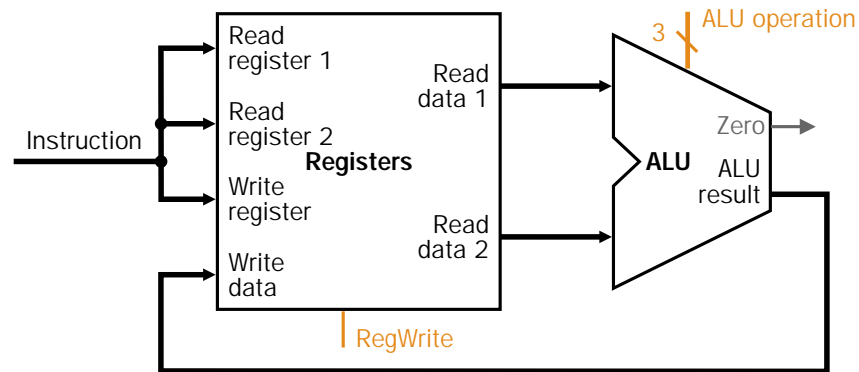 Instruction
Read
register 1
Read
register 2
Registers
Write
register
Write
data
Read
data 1
Read
data 2
RegWrite
3
ALU operation
Zero
ALU
ALU
result